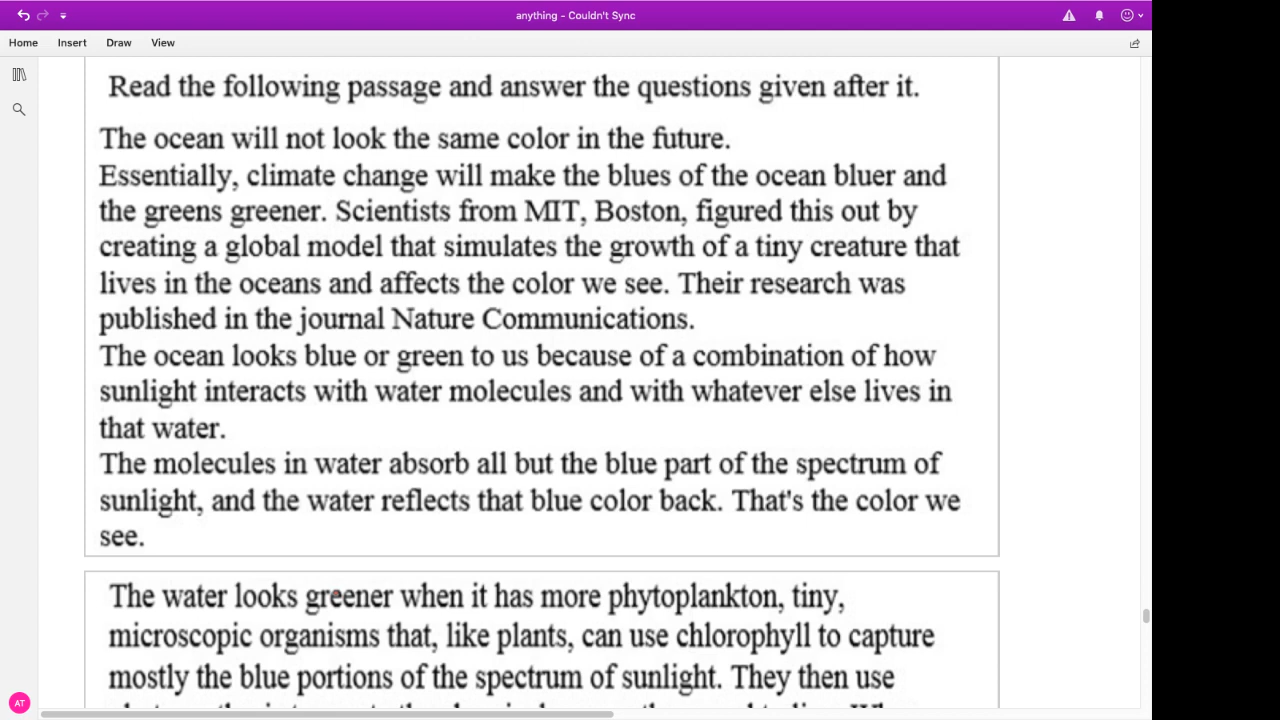 anything - Couldn't Sync
Home Insert Draw View
Read the following passage and answer the questions given after it.
The ocean will not look the same color in the future.
Essentially, climate change will make the blues of the ocean bluer and
the greens greener. Scientists from MIT, Boston, figured this out by
creating a global model that simulates the growth of a tiny creature that
lives in the oceans and affects the color we see. Their research was
published in the journal Nature Communications.
The ocean looks blue or green to us because of a combination of how
sunlight interacts with water molecules and with whatever else lives in
that water.
The molecules in water absorb all but the blue part of the spectrum of
sunlight, and the water reflects that blue color back. That's the color we
see.
The water looks greener when it has more phytoplankton, tiny,
microscopic organisms that, like plants, can use chlorophyll to capture
mostly the blue portions of the spectrum of sunlight. They then use
AT